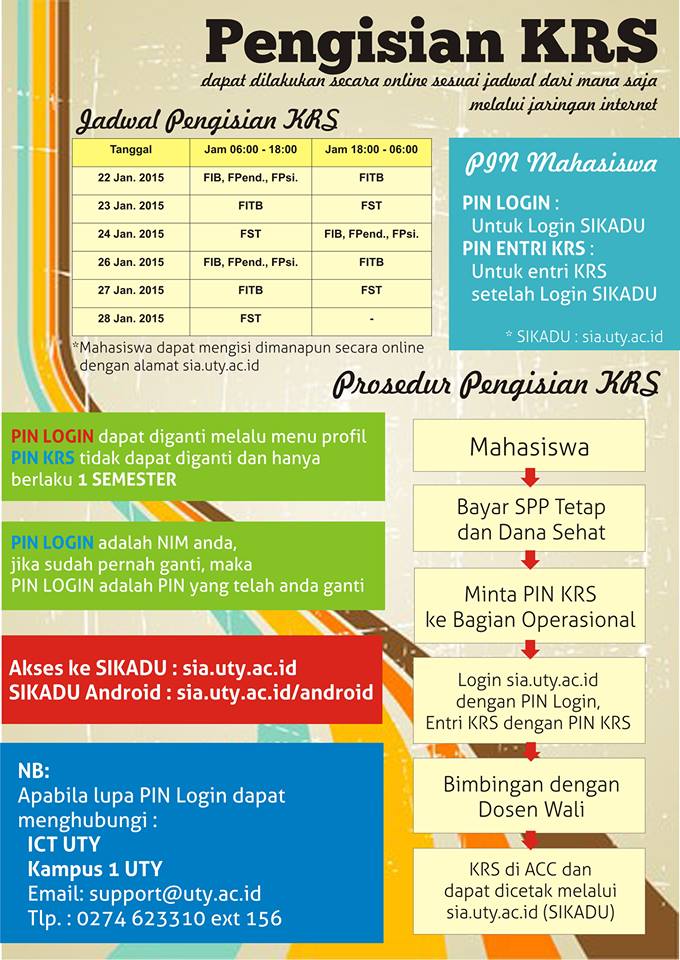 Pengisian KRS
dapat dilakukan secara online sesuai jadwal dari mana saja
melalui jaringan internet
Jadwal Pengisian KRS
Tanggal Jam 06:00 - 18:00 Jam 18:00 - 06:00
22 Jan. 2015 FIB, FPend., FPsi. FITB
23 Jan. 2015 FITB FST
24 Jan. 2015 FST FIB, FPend., FPsi.
26 Jan. 2015 FIB, FPend., FPsi. FITB
27 Jan. 2015 FITB FST
28 Jan. 2015 FST -
*Mahasiswa dapat mengisi dimanapun secara online
dengan alamat sia.uty.ac.id
PIN Mahasiswa
PIN LOGIN :
Untuk Login SIKADU
PIN ENTRI KRS :
Untuk entri KRS
setelah Login SIKADU
* SIKADU : sia.uty.ac.id
PIN LOGIN dapat diganti melalu menu profil
PIN KRS tidak dapat diganti dan hanya
berlaku 1 SEMESTER
PIN LOGIN adalah NIM anda,
jika sudah pernah ganti, maka
PIN LOGIN adalah PIN yang telah anda ganti
Akses ke SIKADU : sia.uty.ac.id
SIKADU Android : sia.uty.ac.id/android
NB:
Apabila lupa PIN Login dapat
menghubungi :
ICT UTY
Kampus 1 UTY
Email: support@uty.ac.id
Tlp. : 0274 623310 ext 156
Prosedur Pengisian KRS
Mahasiswa
Bayar SPP Tetap
dan Dana Sehat
Minta PIN KRS
ke Bagian Operasional
Login sia.uty.ac.id
dengan PIN Login,
Entri KRS dengan PIN KRS
Bimbingan dengan
Dosen Wali
KRS di ACC dan
dapat dicetak melalui
sia.uty.ac.id (SIKADU)